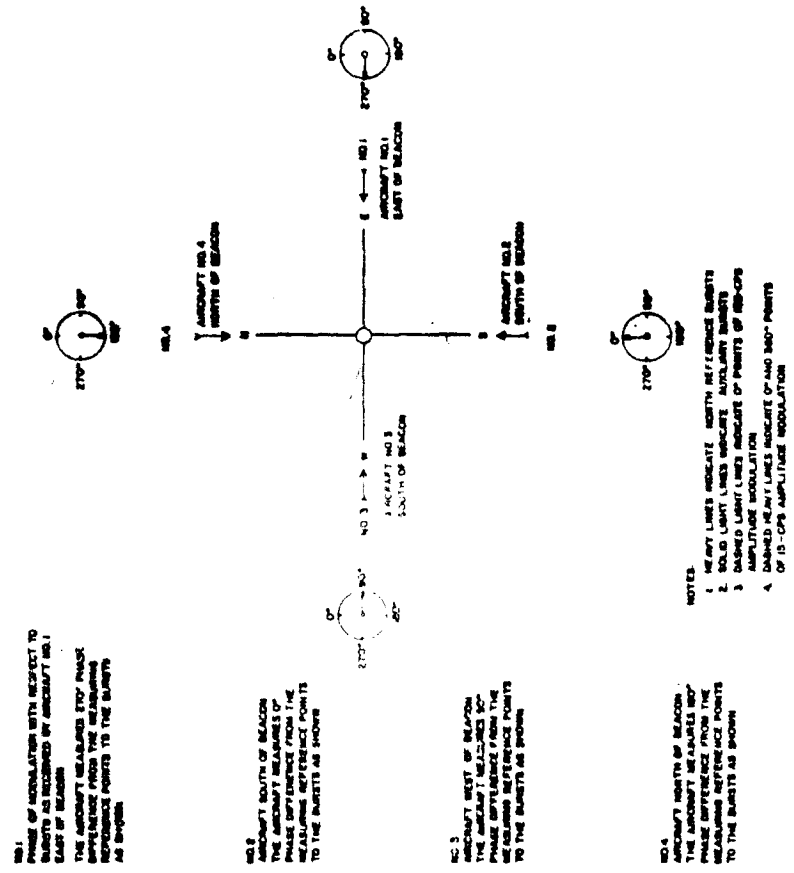 NO.1
PHASE OF MODULATION WITH RESPECT TO
BURSTS AS RECEIVED BY AIRCRAFT NO.1
EAST OF BEACON
THE AIRCRAFT MEASURES 270° PHASE
DIFFERENCE FROM THE MEASURING
REFERENCE POINTS TO THE BURSTS
AS SHOWN
NO.2
AIRCRAFT SOUTH OF BEACON
THE AIRCRAFT MEASURES 0°
PHASE DIFFERENCE FROM THE
MEASURING REFERENCE POINTS
TO THE BURSTS AS SHOWN
NO 3
AIRCRAFT WEST OF BEACON
THE AIRCRAFT MEASURES 90°
PHASE DIFFERENCE FROM THE
MEASURING REFERENCE POINTS
TO THE BURSTS AS SHOWN
NO.4
AIRCRAFT NORTH OF BEACON
THE AIRCRAFT MEASURES 180°
PHASE DIFFERENCE FROM THE
MEASURING REFERENCE POINTS
TO THE BURSTS AS SHOWN
0°
270°
90°
180°
NO.4
AIRCRAFT NO.4
NORTH OF BEACON
N
0°
270°
90°
NO 3
AIRCRAFT NO 3
SOUTH OF BEACON
E
NO.1
AIRCRAFT NO.1
EAST OF BEACON
0°
270°
90°
180°
S
AIRCRAFT NO.2
SOUTH OF BEACON
NO.2
0°
270°
90°
180°
NOTES
1 HEAVY LINES INDICATE NORTH REFERENCE BURSTS
2. SOLID LIGHT LINES INDICATE AUXILIARY BURSTS
3 DASHED LIGHT LINES INDICATE 0° POINTS OF 135-CPS
AMPLITUDE MODULATION
4. DASHED HEAVY LINES INDICATE 0° AND 360° POINTS
OF 15-CPS AMPLITUDE MODULATION